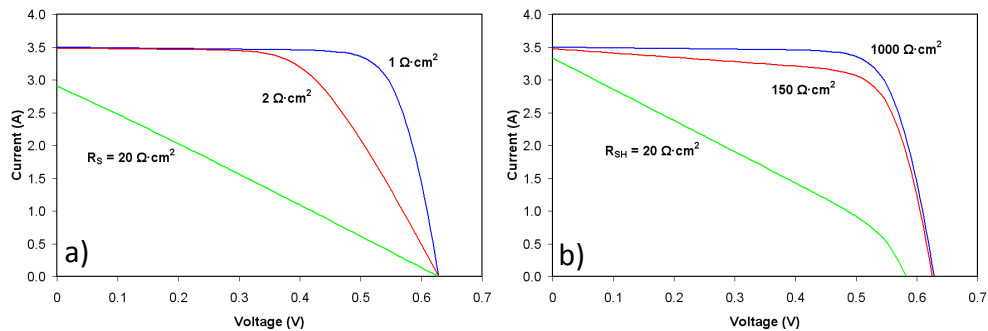 4.0
3.5
3.0
2.5
2.0
1.5
1.0
0.5
0.0
Current (A)
1 Ω·cm²
2 Ω·cm²
R_S = 20 Ω·cm²
a)
0 0.1 0.2 0.3 0.4 0.5 0.6 0.7
Voltage (V)
4.0
3.5
3.0
2.5
2.0
1.5
1.0
0.5
0.0
Current (A)
1000 Ω·cm²
150 Ω·cm²
R_SH = 20 Ω·cm²
b)
0 0.1 0.2 0.3 0.4 0.5 0.6 0.7
Voltage (V)